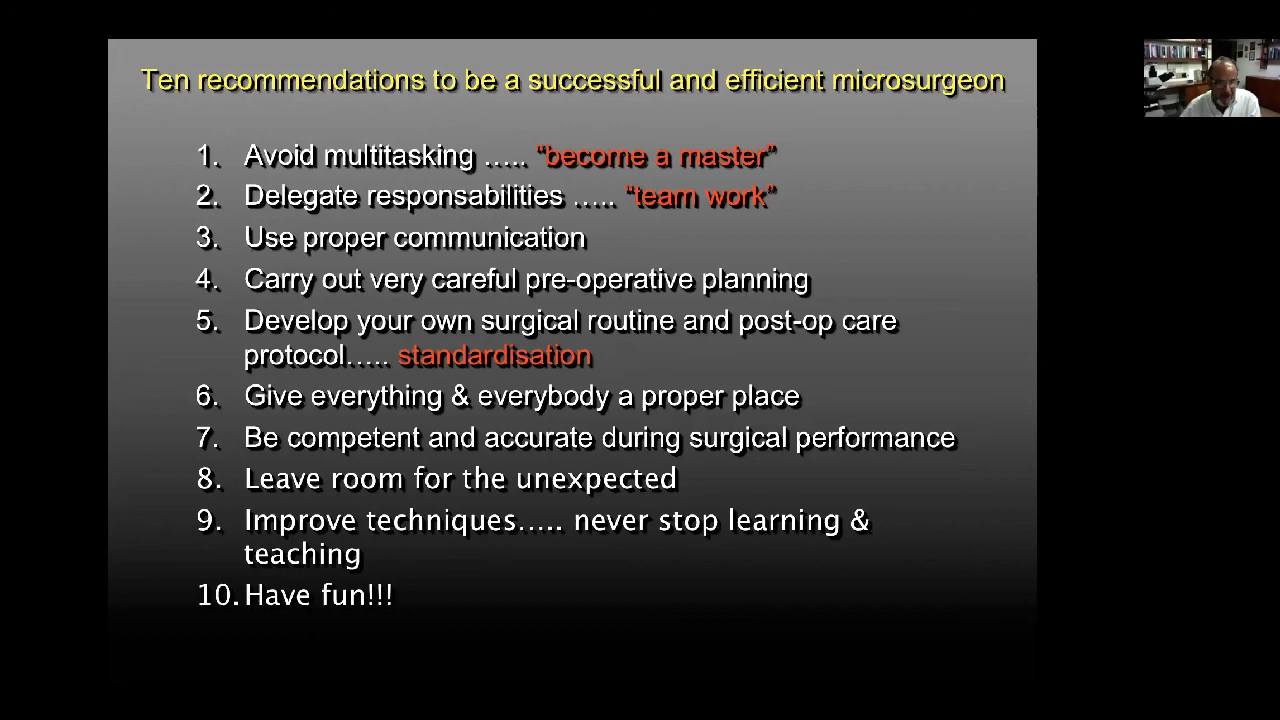 Ten recommendations to be a successful and efficient microsurgeon
1. Avoid multitasking ….. “become a master”
2. Delegate responsabilities ….. “team work”
3. Use proper communication
4. Carry out very careful pre-operative planning
5. Develop your own surgical routine and post-op care
protocol….. standardisation
6. Give everything & everybody a proper place
7. Be competent and accurate during surgical performance
8. Leave room for the unexpected
9. Improve techniques….. never stop learning &
teaching
10. Have fun!!!